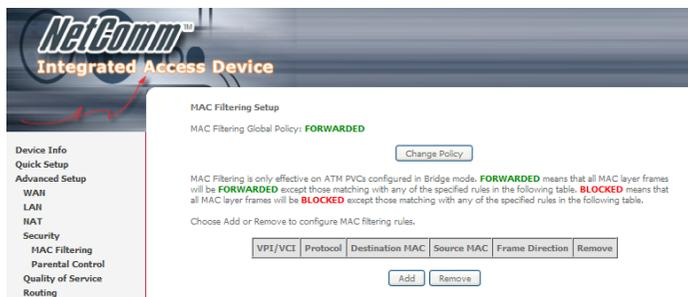 NetComm™
Integrated Access Device
Device Info
Quick Setup
Advanced Setup
WAN
LAN
NAT
Security
MAC Filtering
Parental Control
Quality of Service
Routing
MAC Filtering Setup
MAC Filtering Global Policy: FORWARDED
Change Policy
MAC Filtering is only effective on ATM PVCs configured in Bridge mode. FORWARDED means that all MAC layer frames
will be FORWARDED except those matching with any of the specified rules in the following table. BLOCKED means that
all MAC layer frames will be BLOCKED except those matching with any of the specified rules in the following table.
Choose Add or Remove to configure MAC filtering rules.
VPI/VCI Protocol Destination MAC Source MAC Frame Direction Remove
Add Remove